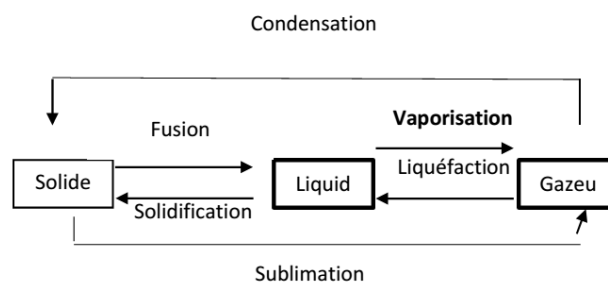 Condensation
Fusion
Vaporisation
Solide
Liquid
Liquéfaction
Gazeu
Solidification
Sublimation